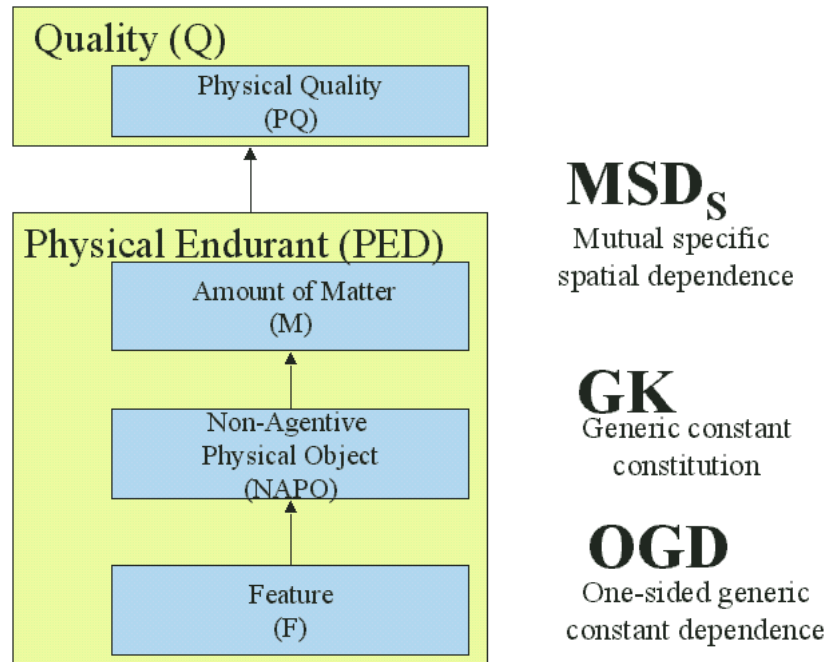 Quality (Q)
Physical Quality
(PQ)
MSDS
Mutual specific
spatial dependence
Physical Endurant (PED)
Amount of Matter
(M)
GK
Generic constant
constitution
Non-Agentive
Physical Object
(NAPO)
OGD
One-sided generic
constant dependence
Feature
(F)